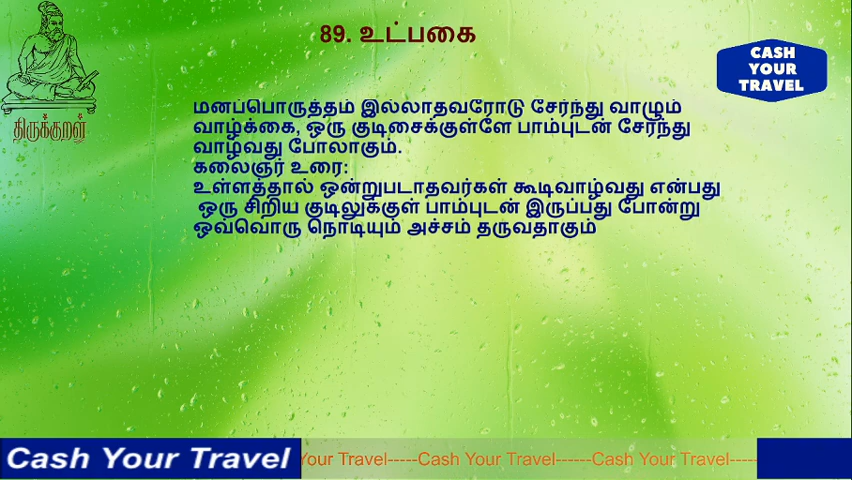 89. உட்பகை
திருக்குறள்
CASH
YOUR
TRAVEL
மனப்பொருத்தம் இல்லாதவரோடு சேர்ந்து வாழும்
வாழ்க்கை, ஒரு குடிசைக்குள்ளே பாம்புடன் சேர்ந்து
வாழ்வது போலாகும்.
கலைஞர் உரை:
உள்ளத்தால் ஒன்றுபடாதவர்கள் கூடிவாழ்வது என்பது
ஒரு சிறிய குடிலுக்குள் பாம்புடன் இருப்பது போன்று
ஒவ்வொரு நொடியும் அச்சம் தருவதாகும்
Cash Your Travel
Your Travel-----Cash Your Travel------Cash Your Travel-----